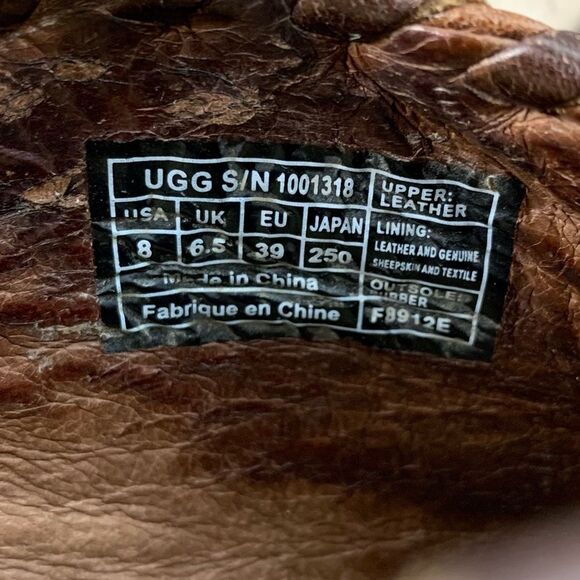 UGG S/N 1001318
USA UK EU JAPAN
8 6.5 39 250
Made in China
Fabrique en Chine
UPPER:
LEATHER
LINING:
LEATHER AND GENUINE
SHEEPSKIN AND TEXTILE
OUTSOLE:
RUBBER
F8912E